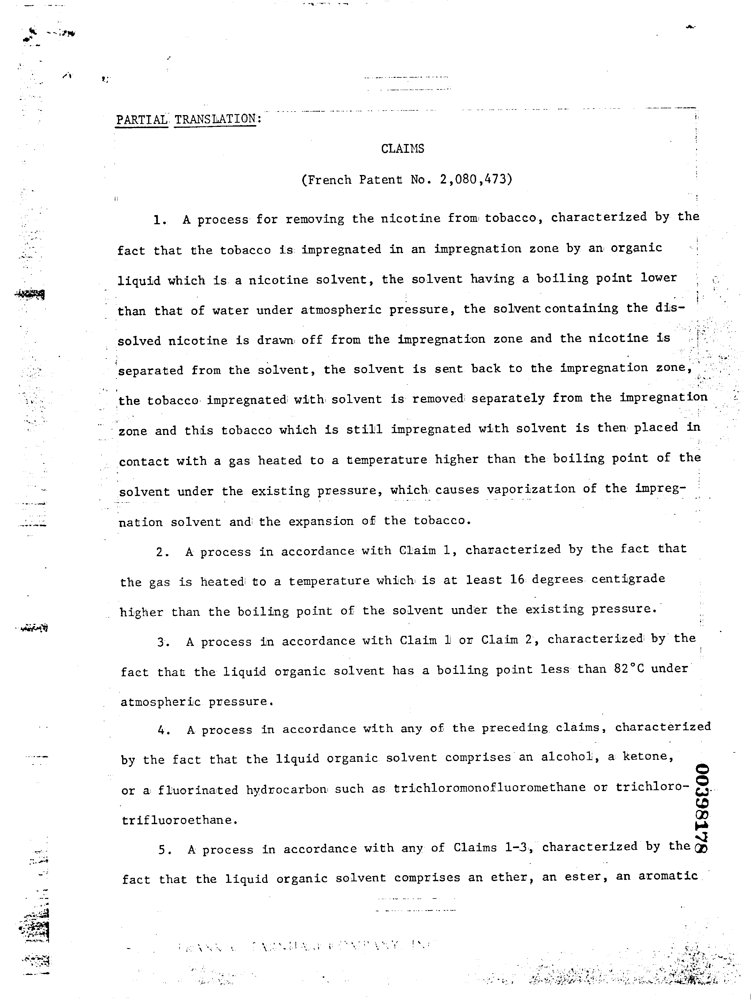 PARTIAL TRANSLATION:
CLAIMS
(French Patent No. 2,080,473)
1. A process for removing the nicotine from tobacco, characterized by the
fact that the tobacco is impregnated in an impregnation zone by an organic
liquid which is a nicotine solvent, the solvent having a boiling point lower
than that of water under atmospheric pressure, the solvent containing the dis-
solved nicotine is drawn off from the impregnation zone and the nicotine is
separated from the solvent, the solvent is sent back to the impregnation zone,
the tobacco impregnated with solvent is removed separately from the impregnation
zone and this tobacco which is still impregnated with solvent is then placed in
contact with a gas heated to a temperature higher than the boiling point of the
solvent under the existing pressure, which causes vaporization of the impreg-
nation solvent and the expansion of the tobacco.
2. A process in accordance with Claim 1, characterized by the fact that
the gas is heated to a temperature which is at least 16 degrees centigrade
higher than the boiling point of the solvent under the existing pressure.
3. A process in accordance with Claim 1 or Claim 2, characterized by the
fact that the liquid organic solvent has a boiling point less than 82°C under
atmospheric pressure.
4. A process in accordance with any of the preceding claims, characterized
by the fact that the liquid organic solvent comprises an alcohol, a ketone,
or a fluorinated hydrocarbon such as trichloromonofluoromethane or trichloro-
trifluoroethane.
5. A process in accordance with any of Claims 1-3, characterized by the
fact that the liquid organic solvent comprises an ether, an ester, an aromatic
00398178